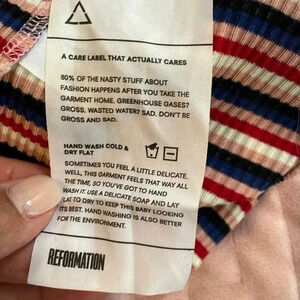 A CARE LABEL THAT ACTUALLY CARES
80% OF THE NASTY STUFF ABOUT
FASHION HAPPENS AFTER YOU TAKE THE
GARMENT HOME. GREENHOUSE GASES?
GROSS. WASTED WATER? SAD. DON'T BE
GROSS AND SAD.
HAND WASH COLD &
DRY FLAT
SOMETIMES YOU FEEL A LITTLE DELICATE.
WELL, THIS GARMENT FEELS THAT WAY ALL
THE TIME, SO YOU'VE GOT TO HAND
WASH IT. USE A DELICATE SOAP AND LAY
FLAT TO DRY TO KEEP THIS BABY LOOKING
ITS BEST. HAND WASHING IS ALSO BETTER
FOR THE ENVIRONMENT.
REFORMATION